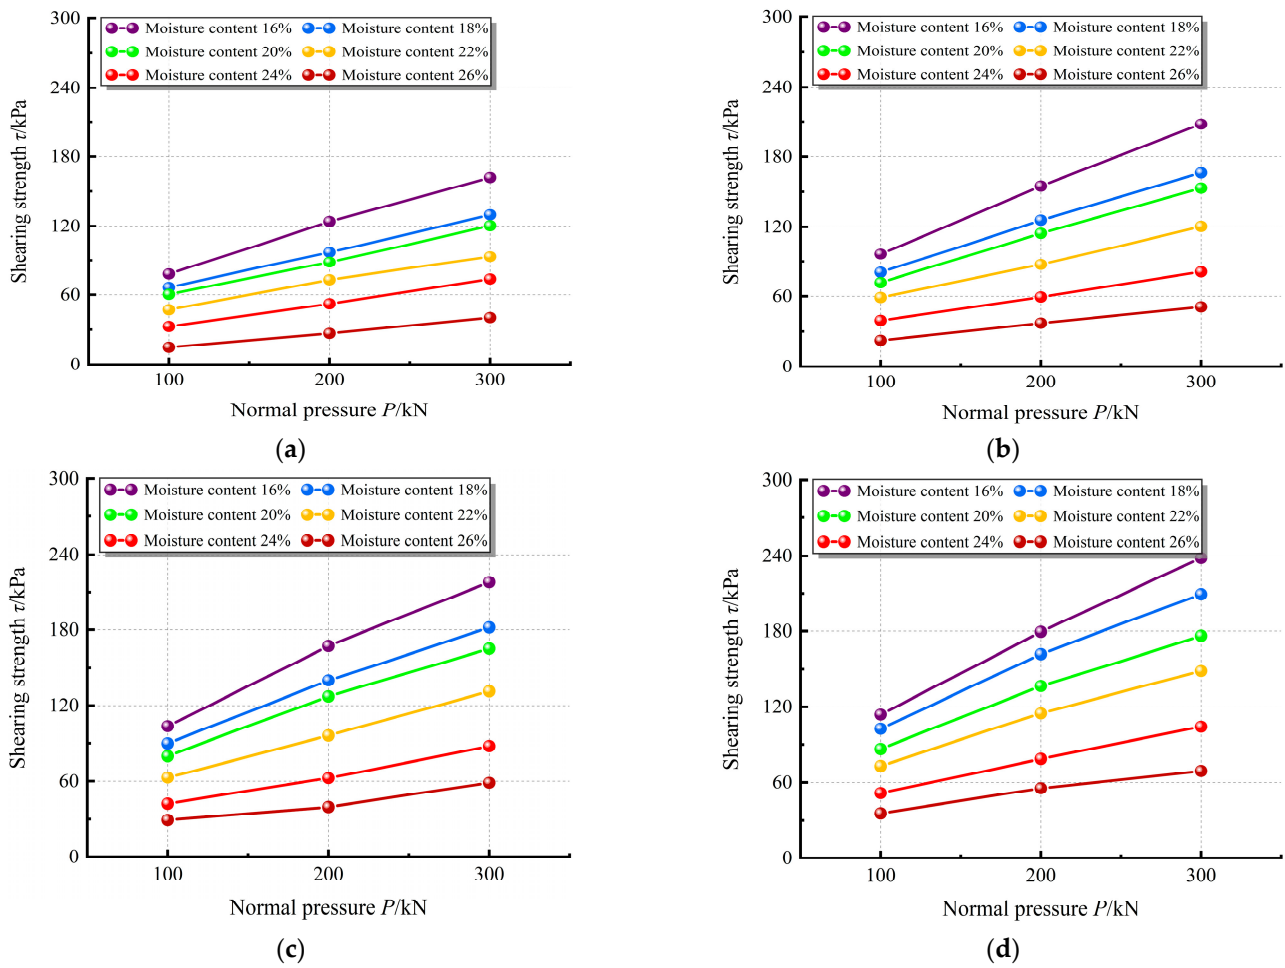 300
Moisture content 16% Moisture content 18%
Moisture content 20% Moisture content 22%
Moisture content 24% Moisture content 26%
240
180
120
60
0
Shearing strength τ/kPa
100 200 300
Normal pressure P/kN
(a)
300
Moisture content 16% Moisture content 18%
Moisture content 20% Moisture content 22%
Moisture content 24% Moisture content 26%
240
180
120
60
0
Shearing strength τ/kPa
100 200 300
Normal pressure P/kN
(b)
300
Moisture content 16% Moisture content 18%
Moisture content 20% Moisture content 22%
Moisture content 24% Moisture content 26%
240
180
120
60
0
Shearing strength τ/kPa
100 200 300
Normal pressure P/kN
(c)
300
Moisture content 16% Moisture content 18%
Moisture content 20% Moisture content 22%
Moisture content 24% Moisture content 26%
240
180
120
60
0
Shearing strength τ/kPa
100 200 300
Normal pressure P/kN
(d)